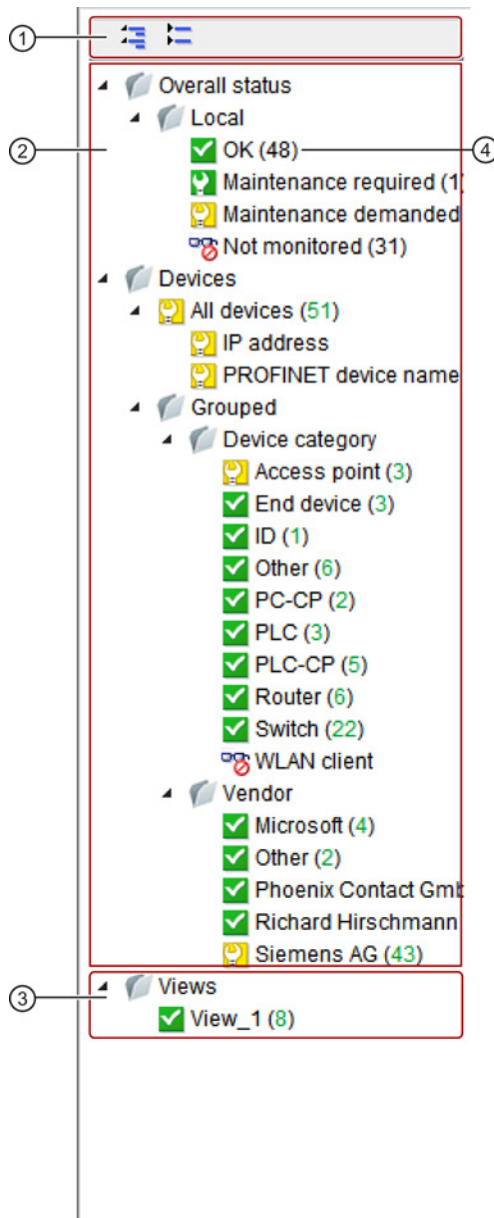 1
Overall status
Local
2
OK (48)
4
Maintenance required (1
Maintenance demanded
Not monitored (31)
Devices
All devices (51)
IP address
PROFINET device name
Grouped
Device category
Access point (3)
End device (3)
ID (1)
Other (6)
PC-CP (2)
PLC (3)
PLC-CP (5)
Router (6)
Switch (22)
WLAN client
Vendor
Microsoft (4)
Other (2)
Phoenix Contact Gmb
Richard Hirschmann
Siemens AG (43)
3
Views
View_1 (8)